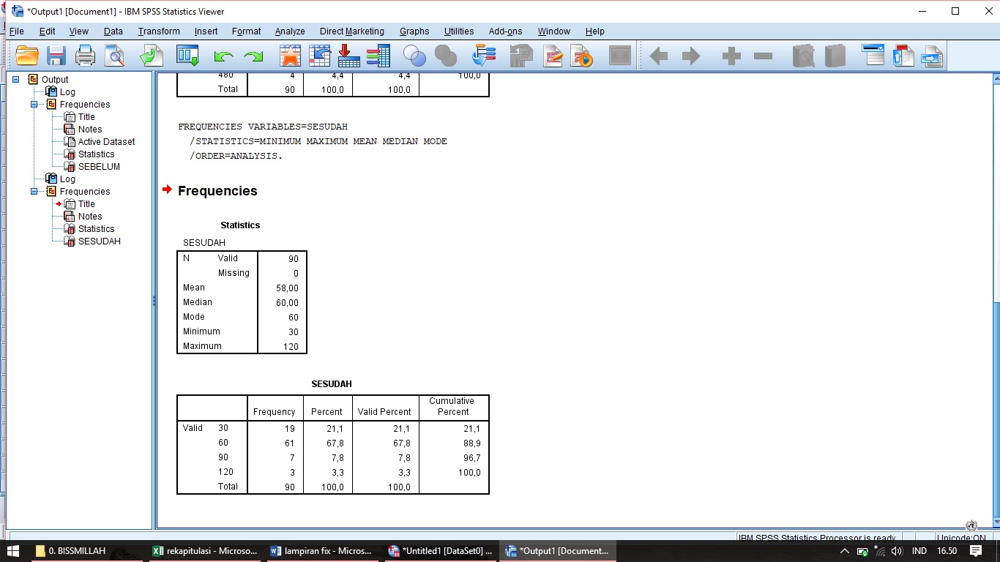 *Output1 [Document1] - IBM SPSS Statistics Viewer
File Edit View Data Transform Insert Format Analyze Direct Marketing Graphs Utilities Add-ons Window Help
Output
Log
Frequencies
Title
Notes
Active Dataset
Statistics
SEBELUM
Log
Frequencies
Title
Notes
Statistics
SESUDAH
480 4 4,4 4,4 100,0
Total 90 100,0 100,0
FREQUENCIES VARIABLES=SESUDAH
/STATISTICS=MINIMUM MAXIMUM MEAN MEDIAN MODE
/ORDER=ANALYSIS.
Frequencies
Statistics
SESUDAH
N Valid 90
Missing 0
Mean 58,00
Median 60,00
Mode 60
Minimum 30
Maximum 120
SESUDAH
Frequency Percent Valid Percent Cumulative Percent
Valid 30 19 21,1 21,1 21,1
60 61 67,8 67,8 88,9
90 7 7,8 7,8 96,7
120 3 3,3 3,3 100,0
Total 90 100,0 100,0
IBM SPSS Statistics Processor is ready Unicode:ON
0. BISSMILLAH rekapitulasi - Microso... lampiran fix - Micros... *Untitled1 [DataSet0] ... *Output1 [Document... IND 16.50